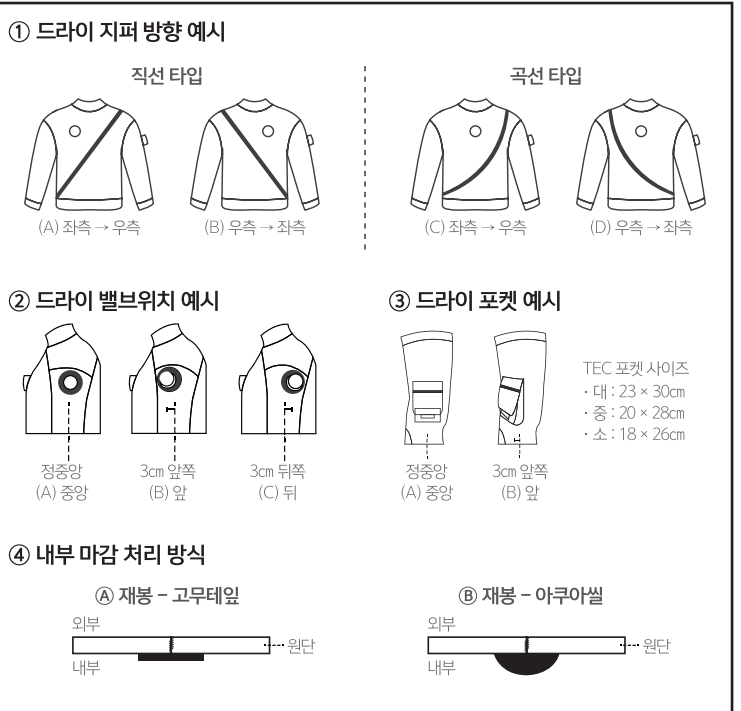 ① 드라이 지퍼 방향 예시
직선 타입
곡선 타입
(A) 좌측 → 우측
(B) 우측 → 좌측
(C) 좌측 → 우측
(D) 우측 → 좌측
② 드라이 밸브위치 예시
정중앙
(A) 중앙
3cm 앞쪽
(B) 앞
3cm 뒤쪽
(C) 뒤
③ 드라이 포켓 예시
정중앙
(A) 중앙
3cm 앞쪽
(B) 앞
TEC 포켓 사이즈
· 대 : 23 × 30cm
· 중 : 20 × 28cm
· 소 : 18 × 26cm
④ 내부 마감 처리 방식
Ⓐ 재봉 – 고무테잎
외부
원단
내부
Ⓑ 재봉 – 아쿠아씰
외부
원단
내부